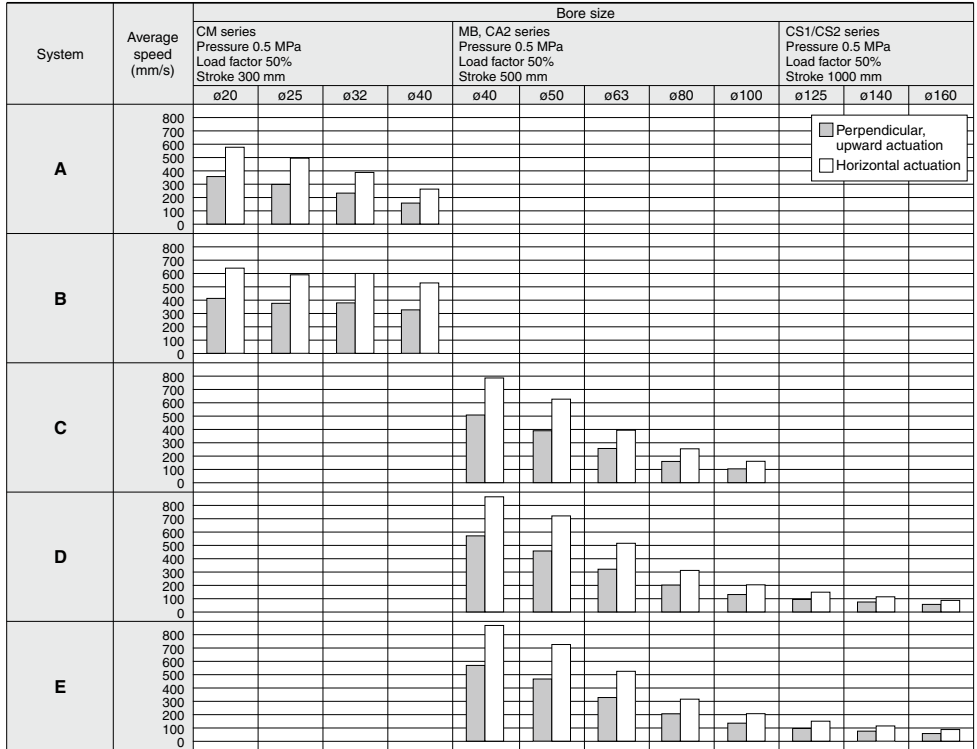 Bore size
System
Average
speed
(mm/s)
CM series
Pressure 0.5 MPa
Load factor 50%
Stroke 300 mm
MB, CA2 series
Pressure 0.5 MPa
Load factor 50%
Stroke 500 mm
CS1/CS2 series
Pressure 0.5 MPa
Load factor 50%
Stroke 1000 mm
ø20 ø25 ø32 ø40 ø40 ø50 ø63 ø80 ø100 ø125 ø140 ø160
A
800
700
600
500
400
300
200
100
0
Perpendicular,
upward actuation
Horizontal actuation
B
800
700
600
500
400
300
200
100
0
C
800
700
600
500
400
300
200
100
0
D
800
700
600
500
400
300
200
100
0
E
800
700
600
500
400
300
200
100
0